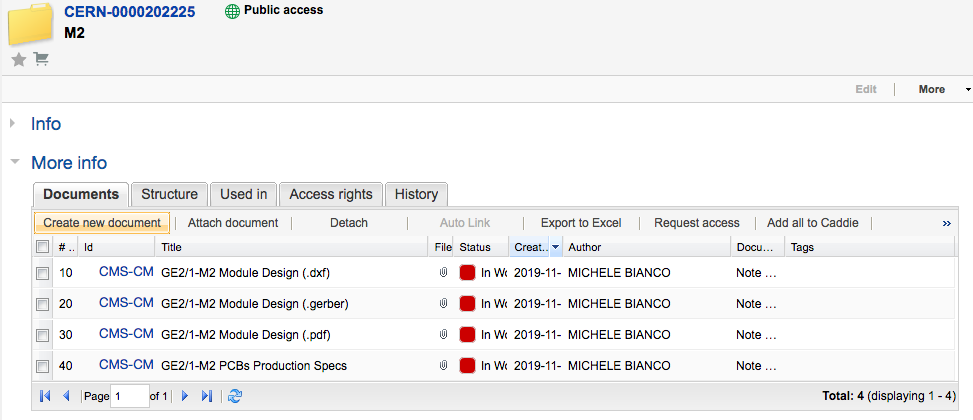 CERN-0000202225 Public access
M2
Edit More
Info
More info
Documents Structure Used in Access rights History
Create new document Attach document Detach Auto Link Export to Excel Request access Add all to Caddie »
# .. Id Title File Status Creat... Author Docu... Tags
10 CMS-CM GE2/1-M2 Module Design (.dxf) In Wo 2019-11- MICHELE BIANCO Note ...
20 CMS-CM GE2/1-M2 Module Design (.gerber) In Wo 2019-11- MICHELE BIANCO Note ...
30 CMS-CM GE2/1-M2 Module Design (.pdf) In Wo 2019-11- MICHELE BIANCO Note ...
40 CMS-CM GE2/1-M2 PCBs Production Specs In Wo 2019-11- MICHELE BIANCO Note ...
Page 1 of 1 Total: 4 (displaying 1 - 4)